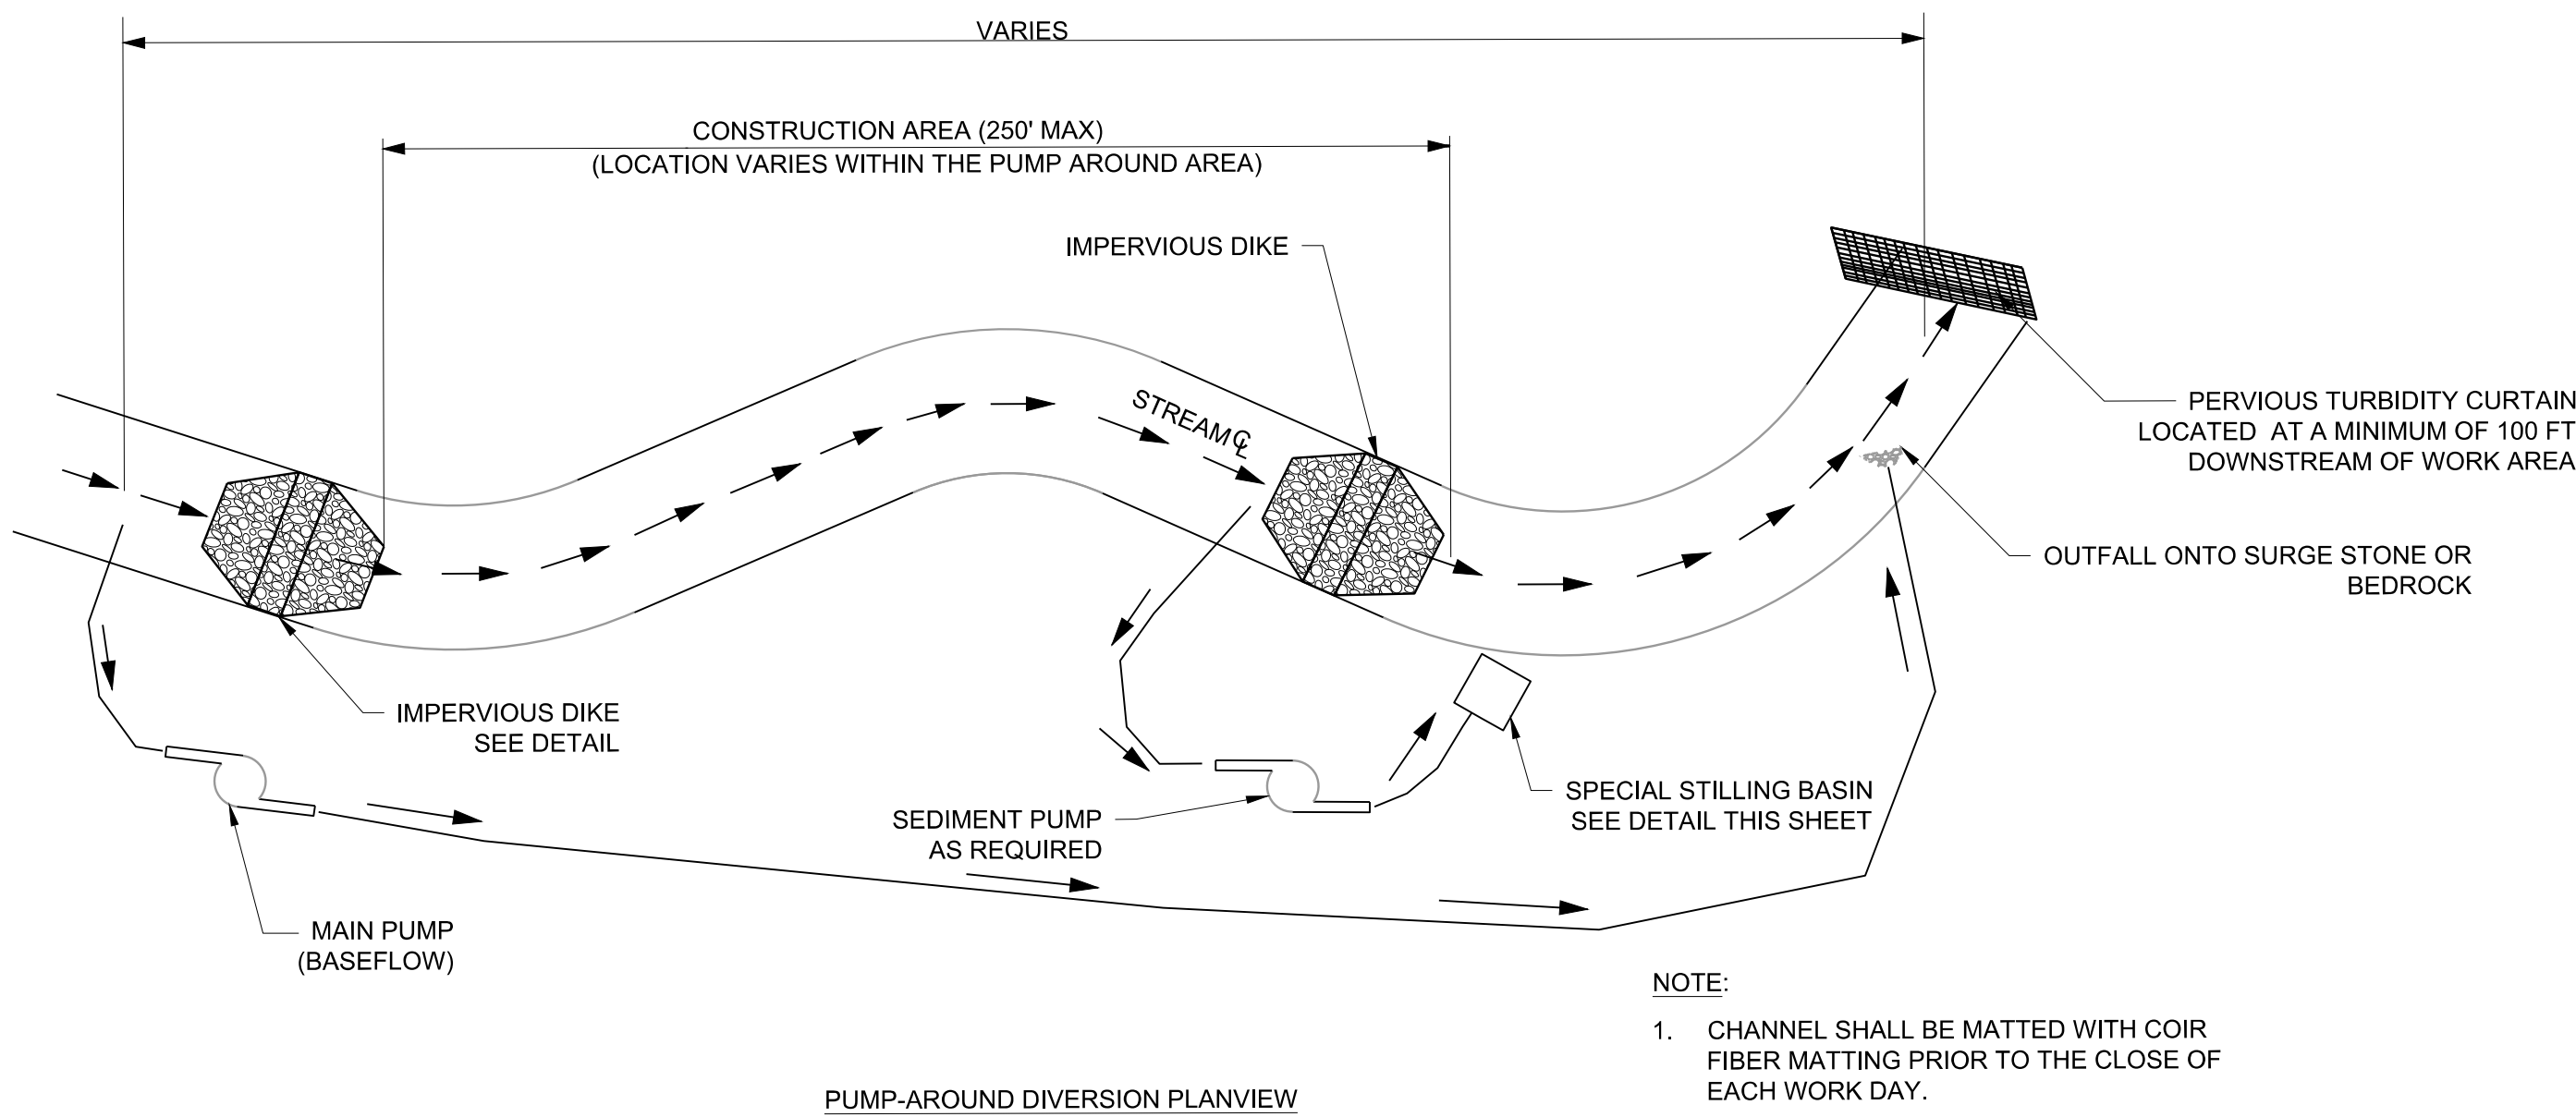 VARIES
CONSTRUCTION AREA (250' MAX)
(LOCATION VARIES WITHIN THE PUMP AROUND AREA)
IMPERVIOUS DIKE
STREAM ℄
PERVIOUS TURBIDITY CURTAIN
LOCATED AT A MINIMUM OF 100 FT
DOWNSTREAM OF WORK AREA
OUTFALL ONTO SURGE STONE OR
BEDROCK
IMPERVIOUS DIKE
SEE DETAIL
SPECIAL STILLING BASIN
SEE DETAIL THIS SHEET
SEDIMENT PUMP
AS REQUIRED
MAIN PUMP
(BASEFLOW)
NOTE:
1. CHANNEL SHALL BE MATTED WITH COIR
FIBER MATTING PRIOR TO THE CLOSE OF
EACH WORK DAY.
PUMP-AROUND DIVERSION PLANVIEW